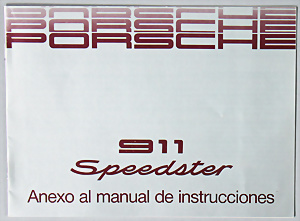 PORSCHE
PORSCHE
PORSCHE
911
Speedster
Anexo al manual de instrucciones